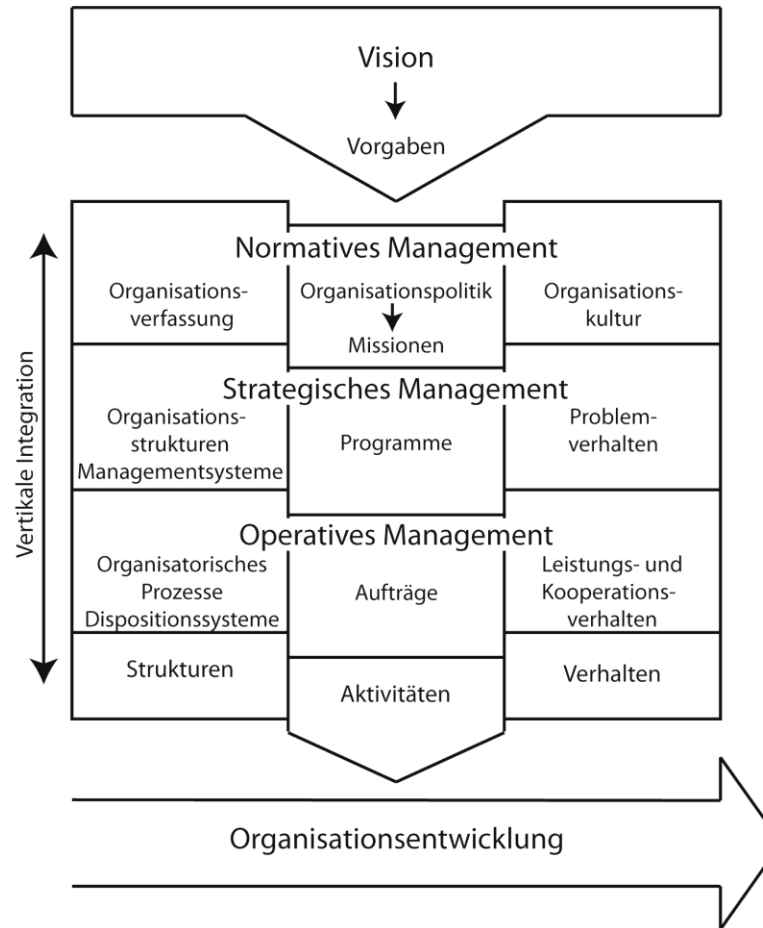 Vision
Vorgaben
Normatives Management
Organisations-
verfassung
Organisationspolitik
Missionen
Organisations-
kultur
Strategisches Management
Organisations-
strukturen
Managementsysteme
Programme
Problem-
verhalten
Operatives Management
Organisatorisches
Prozesse
Dispositionssysteme
Aufträge
Leistungs- und
Kooperations-
verhalten
Strukturen
Aktivitäten
Verhalten
Vertikale Integration
Organisationsentwicklung